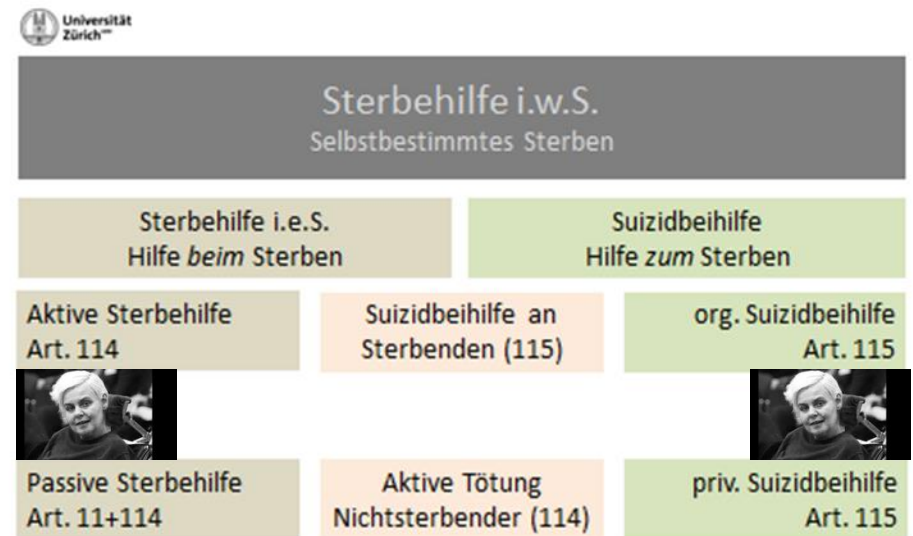 Universität
Zürich
Sterbehilfe i.w.S.
Selbstbestimmtes Sterben
Sterbehilfe i.e.S.
Hilfe beim Sterben
Suizidbeihilfe
Hilfe zum Sterben
Aktive Sterbehilfe
Art. 114
Suizidbeihilfe an
Sterbenden (115)
org. Suizidbeihilfe
Art. 115
Passive Sterbehilfe
Art. 11+114
Aktive Tötung
Nichtsterbender (114)
priv. Suizidbeihilfe
Art. 115